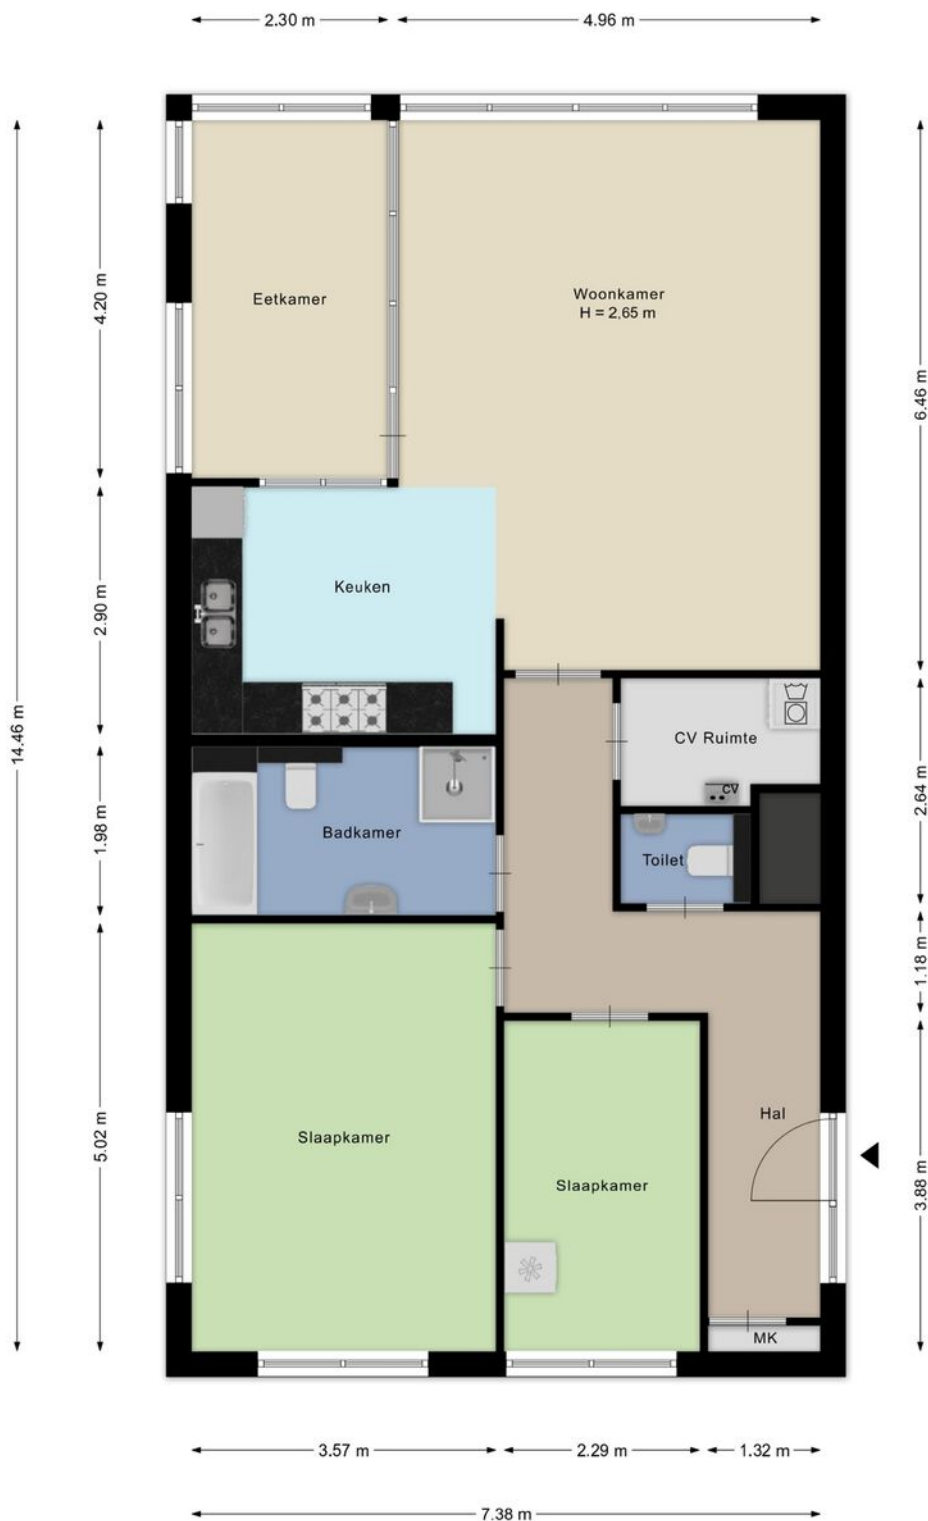 2.30 m
4.96 m
14.46 m
4.20 m
2.90 m
1.98 m
5.02 m
Eetkamer
Woonkamer
H = 2,65 m
Keuken
CV Ruimte
CV
Badkamer
Toilet
Slaapkamer
Slaapkamer
Hal
MK
6.46 m
2.64 m
1.18 m
3.88 m
3.57 m
2.29 m
1.32 m
7.38 m